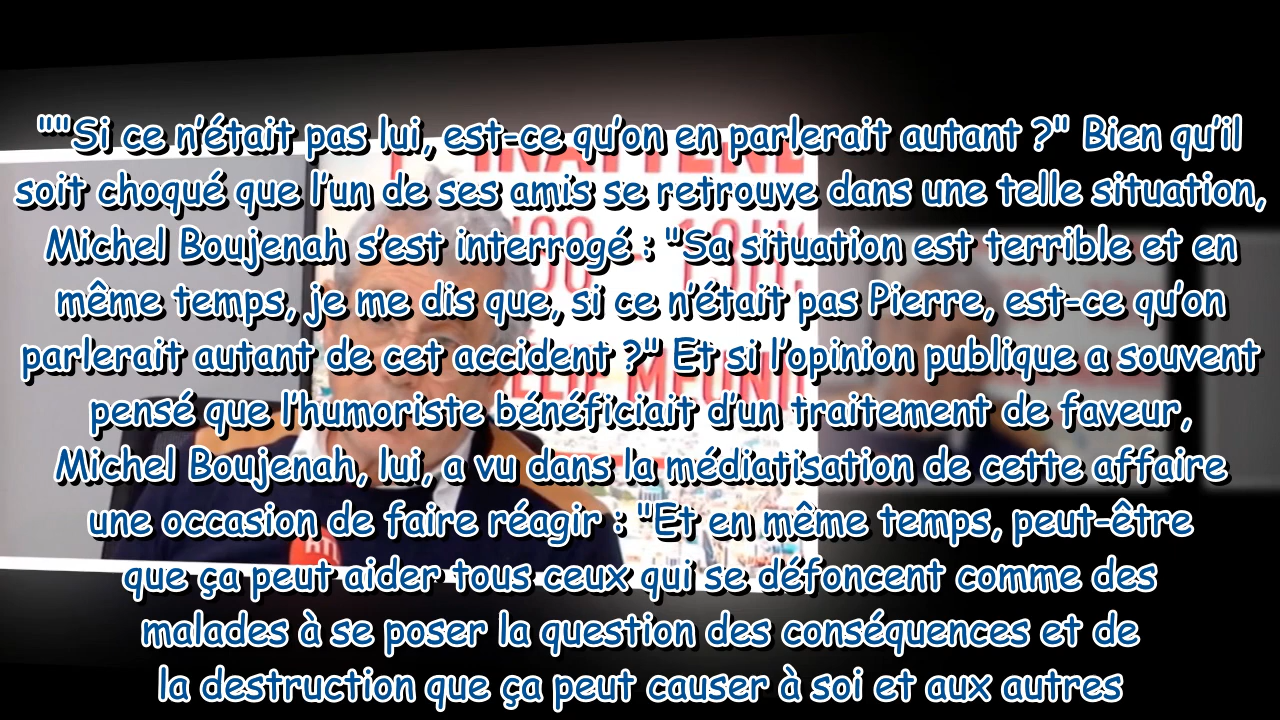 ""Si ce n'était pas lui, est-ce qu'on en parlerait autant ?" Bien qu'il
soit choqué que l'un de ses amis se retrouve dans une telle situation,
Michel Boujenah s'est interrogé : "Sa situation est terrible et en
même temps, je me dis que, si ce n'était pas Pierre, est-ce qu'on
parlerait autant de cet accident ?" Et si l'opinion publique a souvent
pensé que l'humoriste bénéficiait d'un traitement de faveur,
Michel Boujenah, lui, a vu dans la médiatisation de cette affaire
une occasion de faire réagir : "Et en même temps, peut-être
que ça peut aider tous ceux qui se défoncent comme des
malades à se poser la question des conséquences et de
la destruction que ça peut causer à soi et aux autres